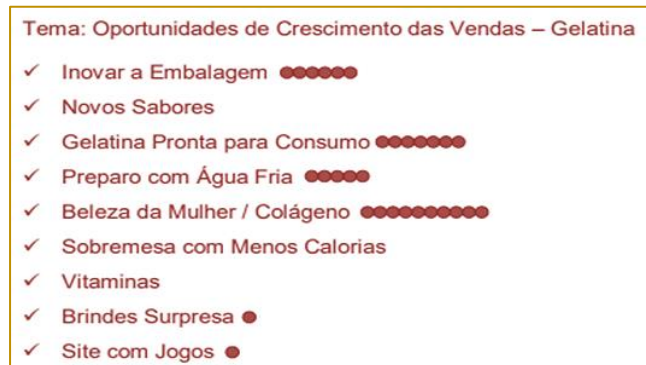 Tema: Oportunidades de Crescimento das Vendas – Gelatina
✓ Inovar a Embalagem ●●●●●●
✓ Novos Sabores
✓ Gelatina Pronta para Consumo ●●●●●●●
✓ Preparo com Água Fria ●●●●●
✓ Beleza da Mulher / Colágeno ●●●●●●●●●●
✓ Sobremesa com Menos Calorias
✓ Vitaminas
✓ Brindes Surpresa ●
✓ Site com Jogos ●